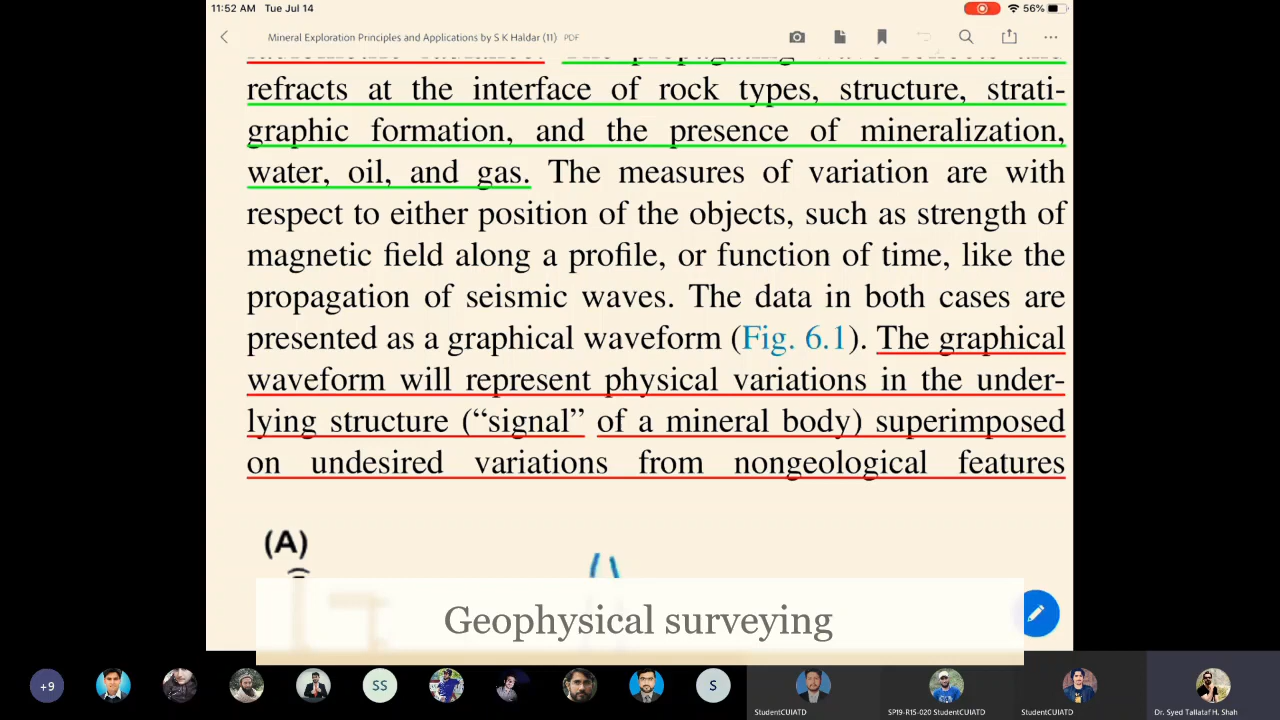 11:52 AM Tue Jul 14
56%
Mineral Exploration Principles and Applications by S K Haldar (11) PDF
refracts at the interface of rock types, structure, strati-
graphic formation, and the presence of mineralization,
water, oil, and gas. The measures of variation are with
respect to either position of the objects, such as strength of
magnetic field along a profile, or function of time, like the
propagation of seismic waves. The data in both cases are
presented as a graphical waveform (Fig. 6.1). The graphical
waveform will represent physical variations in the under-
lying structure (“signal” of a mineral body) superimposed
on undesired variations from nongeological features
(A)
Geophysical surveying
+9
SS
S
StudentCUIATD
SP19-R15-020 StudentCUIATD
StudentCUIATD
Dr. Syed Tallataf H. Shah